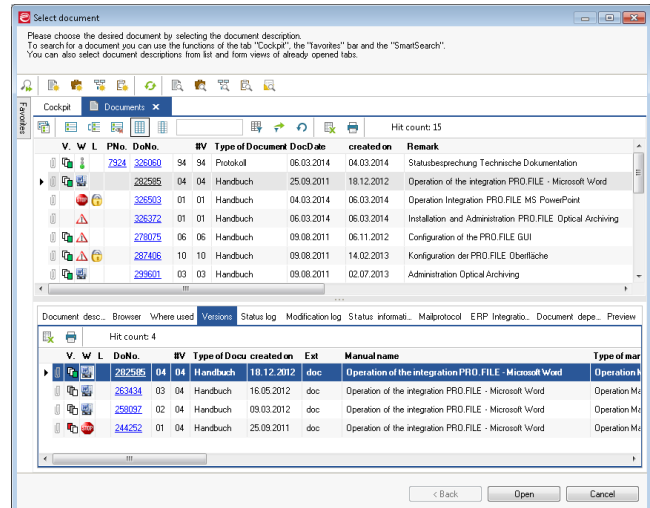 Select document
Please choose the desired document by selecting the document description.
To search for a document you can use the functions of the tab "Cockpit", the "favorites" bar and the "SmartSearch".
You can also select document descriptions from list and form views of already opened tabs.
Favorites
Cockpit Documents
Hit count: 15
V. W L PNo. DoNo. #V Type of Document DocDate created on Remark
7924 326060 94 94 Protokoll 06.03.2014 04.03.2014 Statusbesprechung Technische Dokumentation
282585 04 04 Handbuch 25.09.2011 18.12.2012 Operation of the integration PRO.FILE - Microsoft Word
STOP 326503 01 01 Handbuch 04.03.2014 06.03.2014 Operation Integration PRO.FILE MS PowerPoint
326372 01 01 Handbuch 06.03.2014 06.03.2014 Installation and Administration PRO.FILE Optical Archiving
278075 06 06 Handbuch 09.08.2011 06.11.2012 Configuration of the PRO.FILE GUI
287406 10 10 Handbuch 09.08.2011 14.02.2013 Konfiguration der PRO.FILE Oberfläche
299601 03 03 Handbuch 09.08.2011 02.07.2013 Administration Optical Archiving
Document desc... Browser Where used Versions Status log Modification log Status informati... Mailprotocol ERP Integratio... Document depe... Preview
Hit count: 4
V. W L DoNo. #V Type of Docu created on Ext Manual name Type of mar
282585 04 04 Handbuch 18.12.2012 doc Operation of the integration PRO.FILE - Microsoft Word Operation M
263434 03 04 Handbuch 16.05.2012 doc Operation of the integration PRO.FILE - Microsoft Word Operation Ma
258097 02 04 Handbuch 09.03.2012 doc Operation of the integration PRO.FILE - Microsoft Word Operation Ma
STOP 244252 01 04 Handbuch 25.09.2011 doc Operation of the integration PRO.FILE - Microsoft Word Operation Ma
< Back Open Cancel